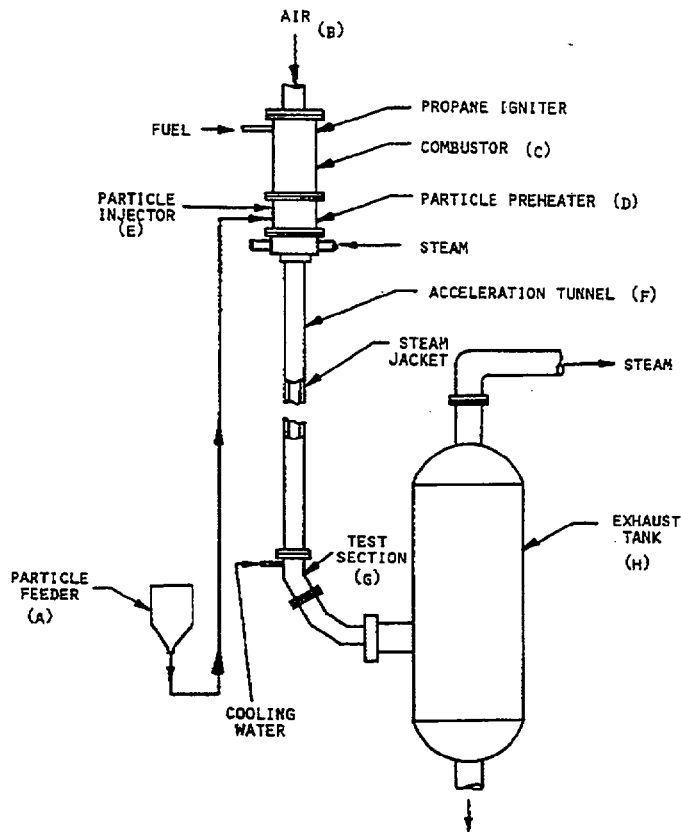 AIR (B)
PROPANE IGNITER
FUEL
COMBUSTOR (C)
PARTICLE
INJECTOR
(E)
PARTICLE PREHEATER (D)
STEAM
ACCELERATION TUNNEL (F)
STEAM
JACKET
STEAM
EXHAUST
TANK
(H)
TEST
SECTION
(G)
PARTICLE
FEEDER
(A)
COOLING
WATER